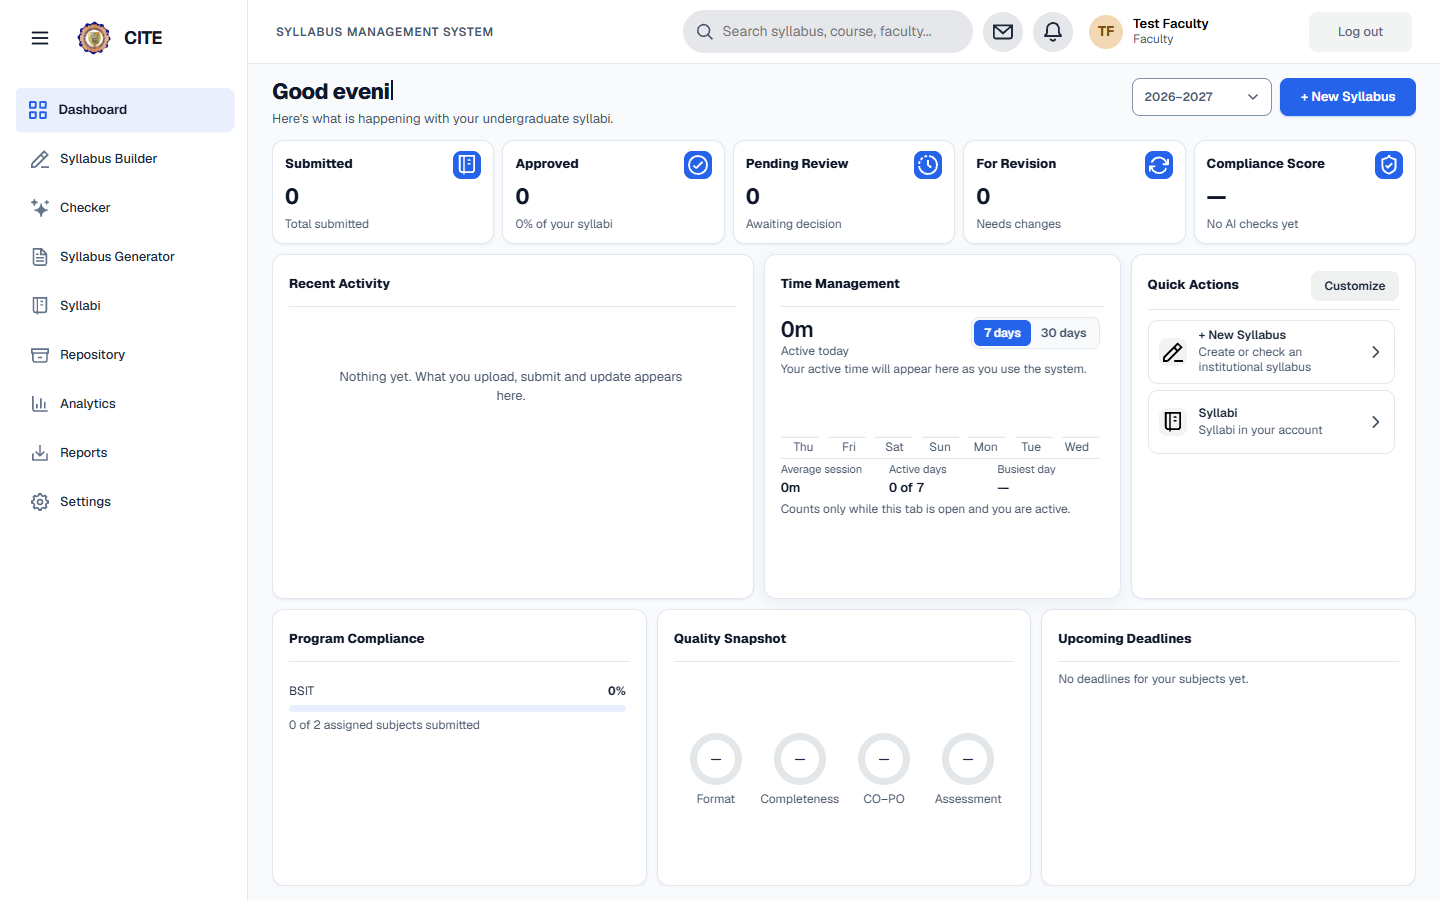 CITE
SYLLABUS MANAGEMENT SYSTEM
Search syllabus, course, faculty...
TF
Test Faculty
Faculty
Log out
Dashboard
Syllabus Builder
Checker
Syllabus Generator
Syllabi
Repository
Analytics
Reports
Settings
Good eveni
Here's what is happening with your undergraduate syllabi.
2026–2027
+ New Syllabus
Submitted
0
Total submitted
Approved
0
0% of your syllabi
Pending Review
0
Awaiting decision
For Revision
0
Needs changes
Compliance Score
—
No AI checks yet
Recent Activity
Nothing yet. What you upload, submit and update appears
here.
Time Management
0m
Active today
7 days
30 days
Your active time will appear here as you use the system.
Thu Fri Sat Sun Mon Tue Wed
Average session
0m
Active days
0 of 7
Busiest day
—
Counts only while this tab is open and you are active.
Quick Actions
Customize
+ New Syllabus
Create or check an
institutional syllabus
Syllabi
Syllabi in your account
Program Compliance
BSIT 0%
0 of 2 assigned subjects submitted
Quality Snapshot
– – – –
Format Completeness CO–PO Assessment
Upcoming Deadlines
No deadlines for your subjects yet.